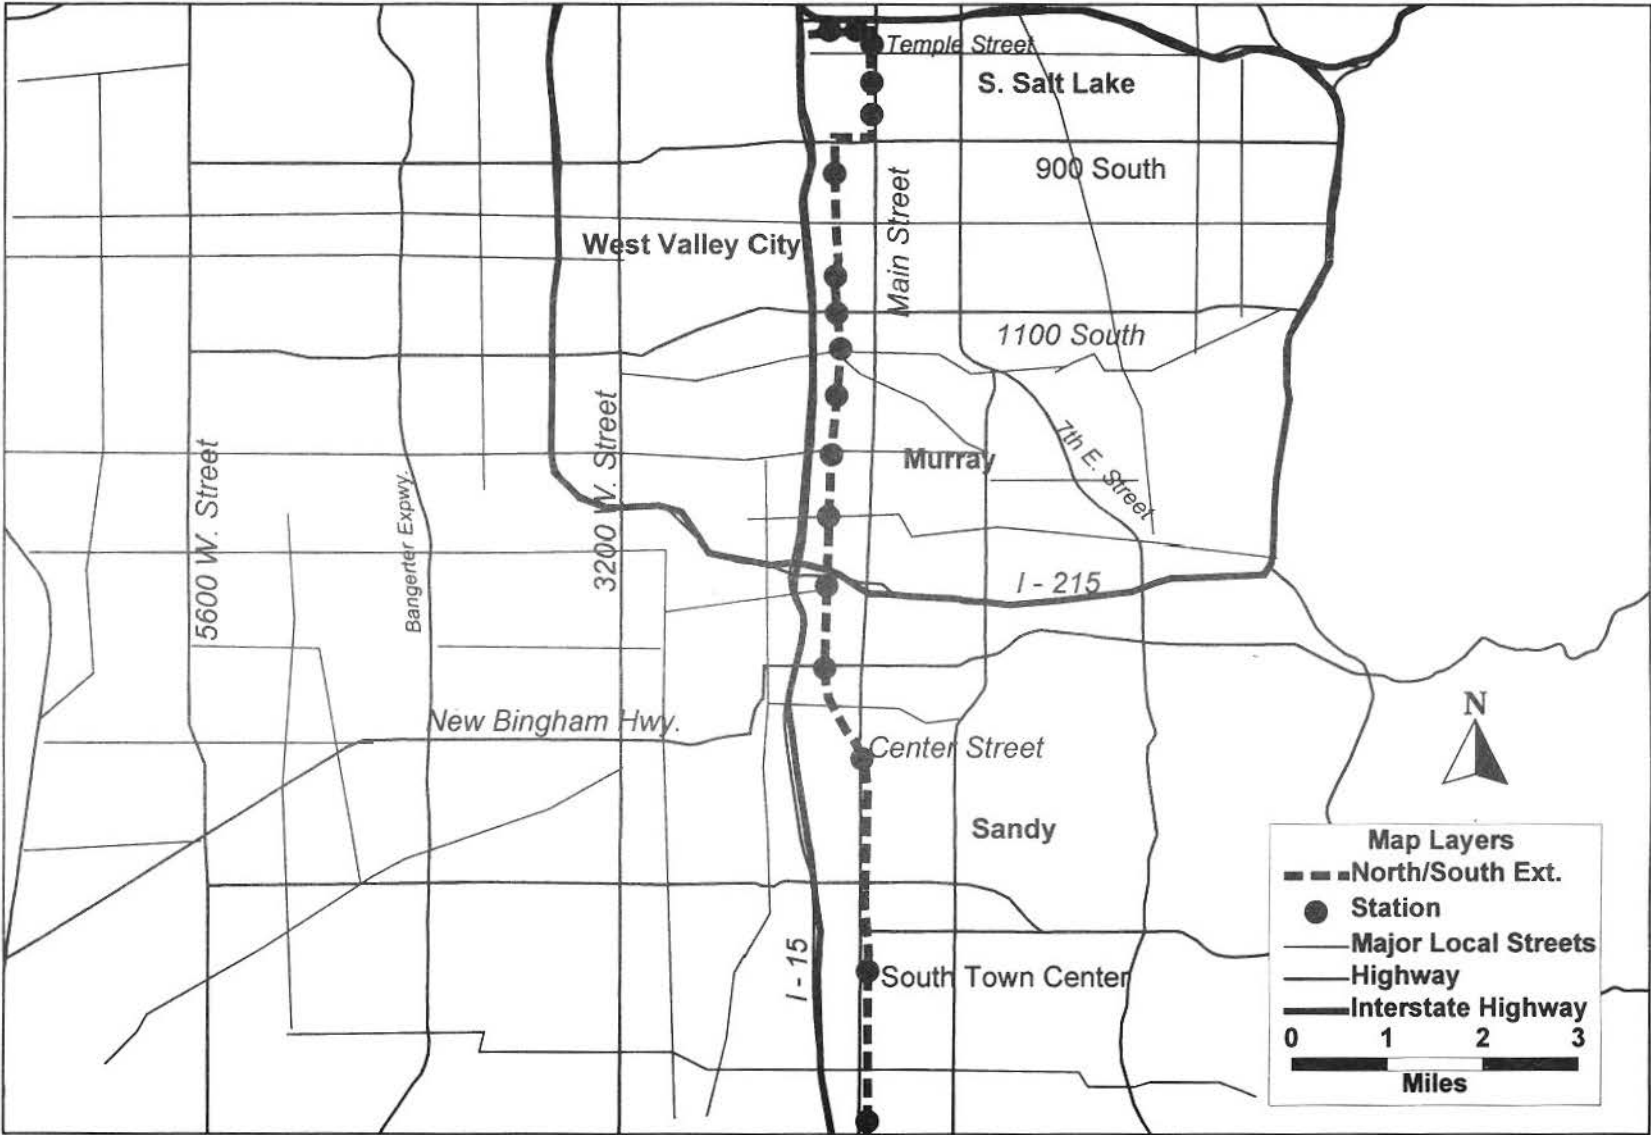 Temple Street
S. Salt Lake
900 South
Main Street
West Valley City
1100 South
5600 W. Street
Bangerter Expwy.
3200 W. Street
Murray
7th E. Street
I - 215
New Bingham Hwy.
Center Street
Sandy
N
I - 15
South Town Center
Map Layers
North/South Ext.
Station
Major Local Streets
Highway
Interstate Highway
0 1 2 3
Miles